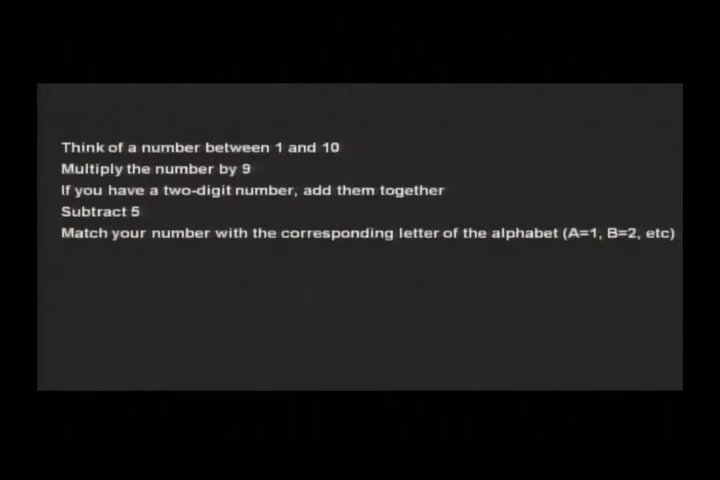 Think of a number between 1 and 10
Multiply the number by 9
If you have a two-digit number, add them together
Subtract 5
Match your number with the corresponding letter of the alphabet (A=1, B=2, etc)